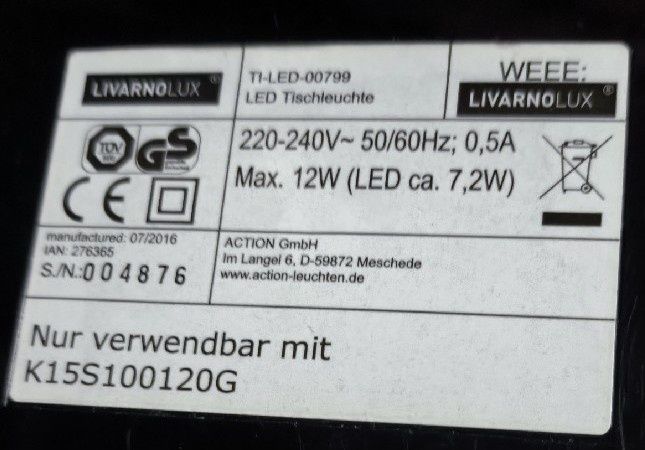 LIVARNOLUX ®
TI-LED-00799
LED Tischleuchte
WEEE:
LIVARNOLUX ®
TÜV
GS
CE
220-240V~ 50/60Hz; 0,5A
Max. 12W (LED ca. 7,2W)
manufactured: 07/2016
IAN: 276365
S./N.: 004876
ACTION GmbH
Im Langel 6, D-59872 Meschede
www.action-leuchten.de
Nur verwendbar mit
K15S100120G